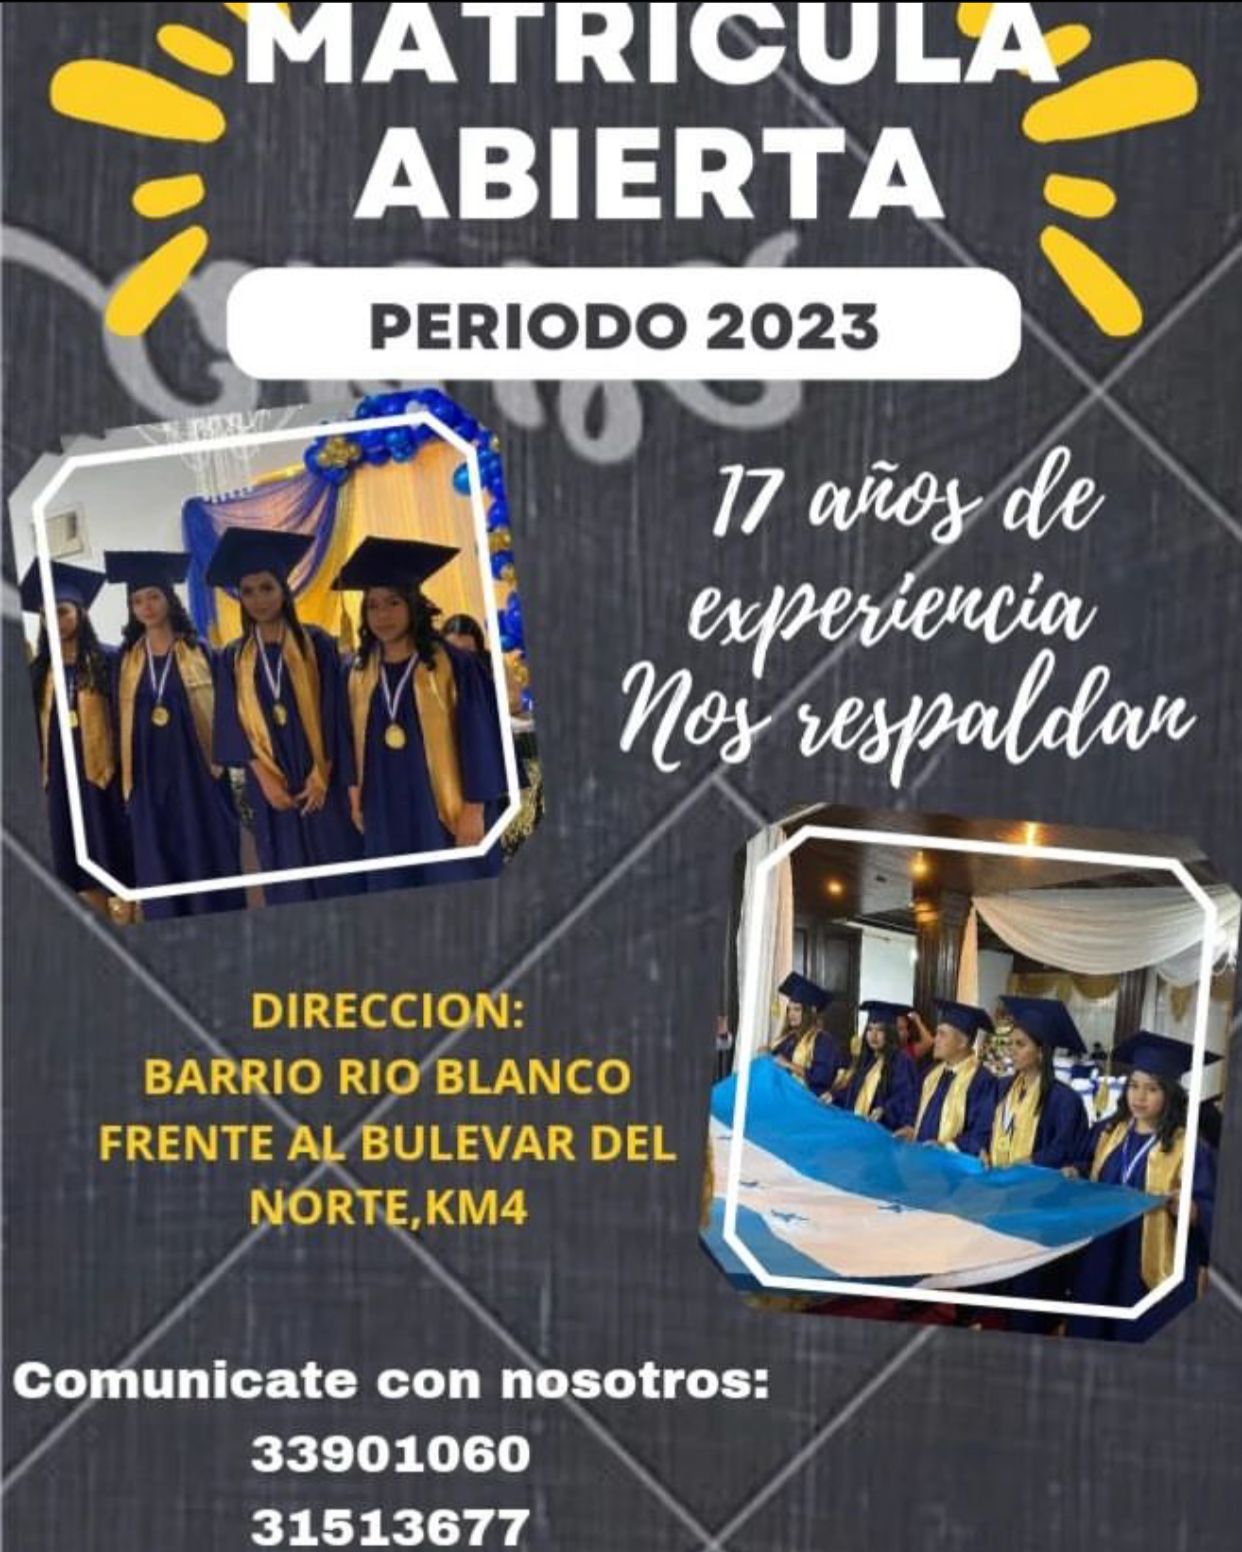 MATRICULA
ABIERTA
PERIODO 2023
17 años de
experiencia
Nos respaldan
DIRECCION:
BARRIO RIO BLANCO
FRENTE AL BULEVAR DEL
NORTE,KM4
Comunicate con nosotros:
33901060
31513677